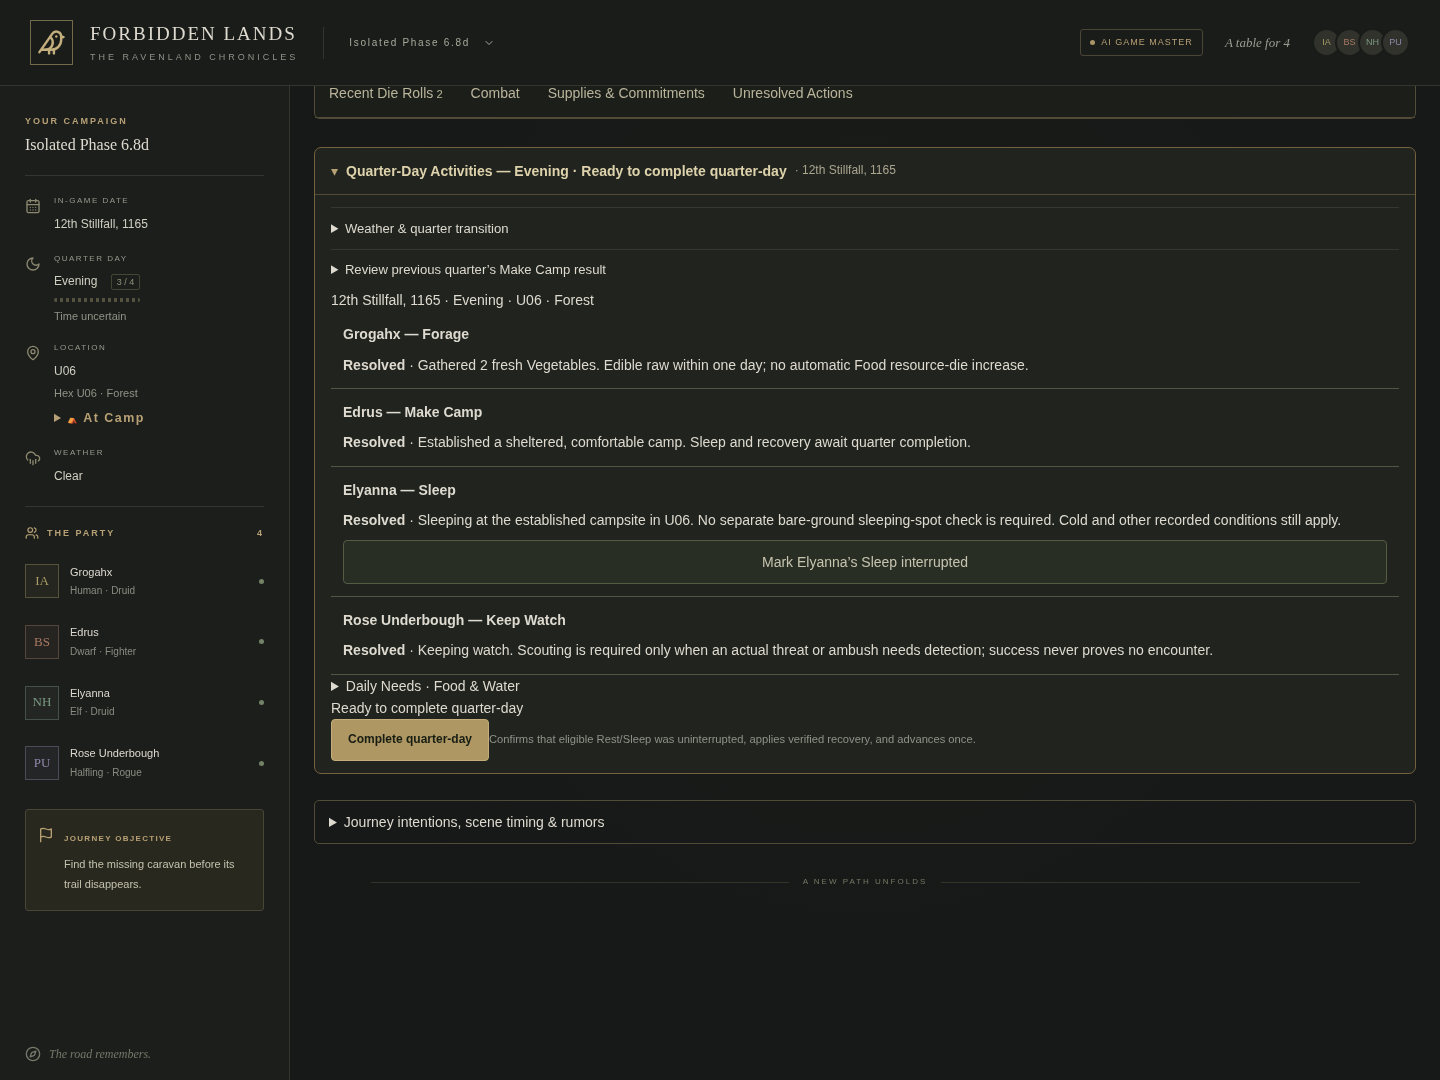 FORBIDDEN LANDS
THE RAVENLAND CHRONICLES
Isolated Phase 6.8d
AI GAME MASTER
A table for 4
IA
BS
NH
PU
YOUR CAMPAIGN
Isolated Phase 6.8d
IN-GAME DATE
12th Stillfall, 1165
QUARTER DAY
Evening 3 / 4
Time uncertain
LOCATION
U06
Hex U06 · Forest
At Camp
WEATHER
Clear
THE PARTY 4
IA
Grogahx
Human · Druid
BS
Edrus
Dwarf · Fighter
NH
Elyanna
Elf · Druid
PU
Rose Underbough
Halfling · Rogue
JOURNEY OBJECTIVE
Find the missing caravan before its
trail disappears.
The road remembers.
Recent Die Rolls 2 Combat Supplies & Commitments Unresolved Actions
Quarter-Day Activities — Evening · Ready to complete quarter-day · 12th Stillfall, 1165
Weather & quarter transition
Review previous quarter’s Make Camp result
12th Stillfall, 1165 · Evening · U06 · Forest
Grogahx — Forage
Resolved · Gathered 2 fresh Vegetables. Edible raw within one day; no automatic Food resource-die increase.
Edrus — Make Camp
Resolved · Established a sheltered, comfortable camp. Sleep and recovery await quarter completion.
Elyanna — Sleep
Resolved · Sleeping at the established campsite in U06. No separate bare-ground sleeping-spot check is required. Cold and other recorded conditions still apply.
Mark Elyanna’s Sleep interrupted
Rose Underbough — Keep Watch
Resolved · Keeping watch. Scouting is required only when an actual threat or ambush needs detection; success never proves no encounter.
Daily Needs · Food & Water
Ready to complete quarter-day
Complete quarter-day Confirms that eligible Rest/Sleep was uninterrupted, applies verified recovery, and advances once.
Journey intentions, scene timing & rumors
A NEW PATH UNFOLDS